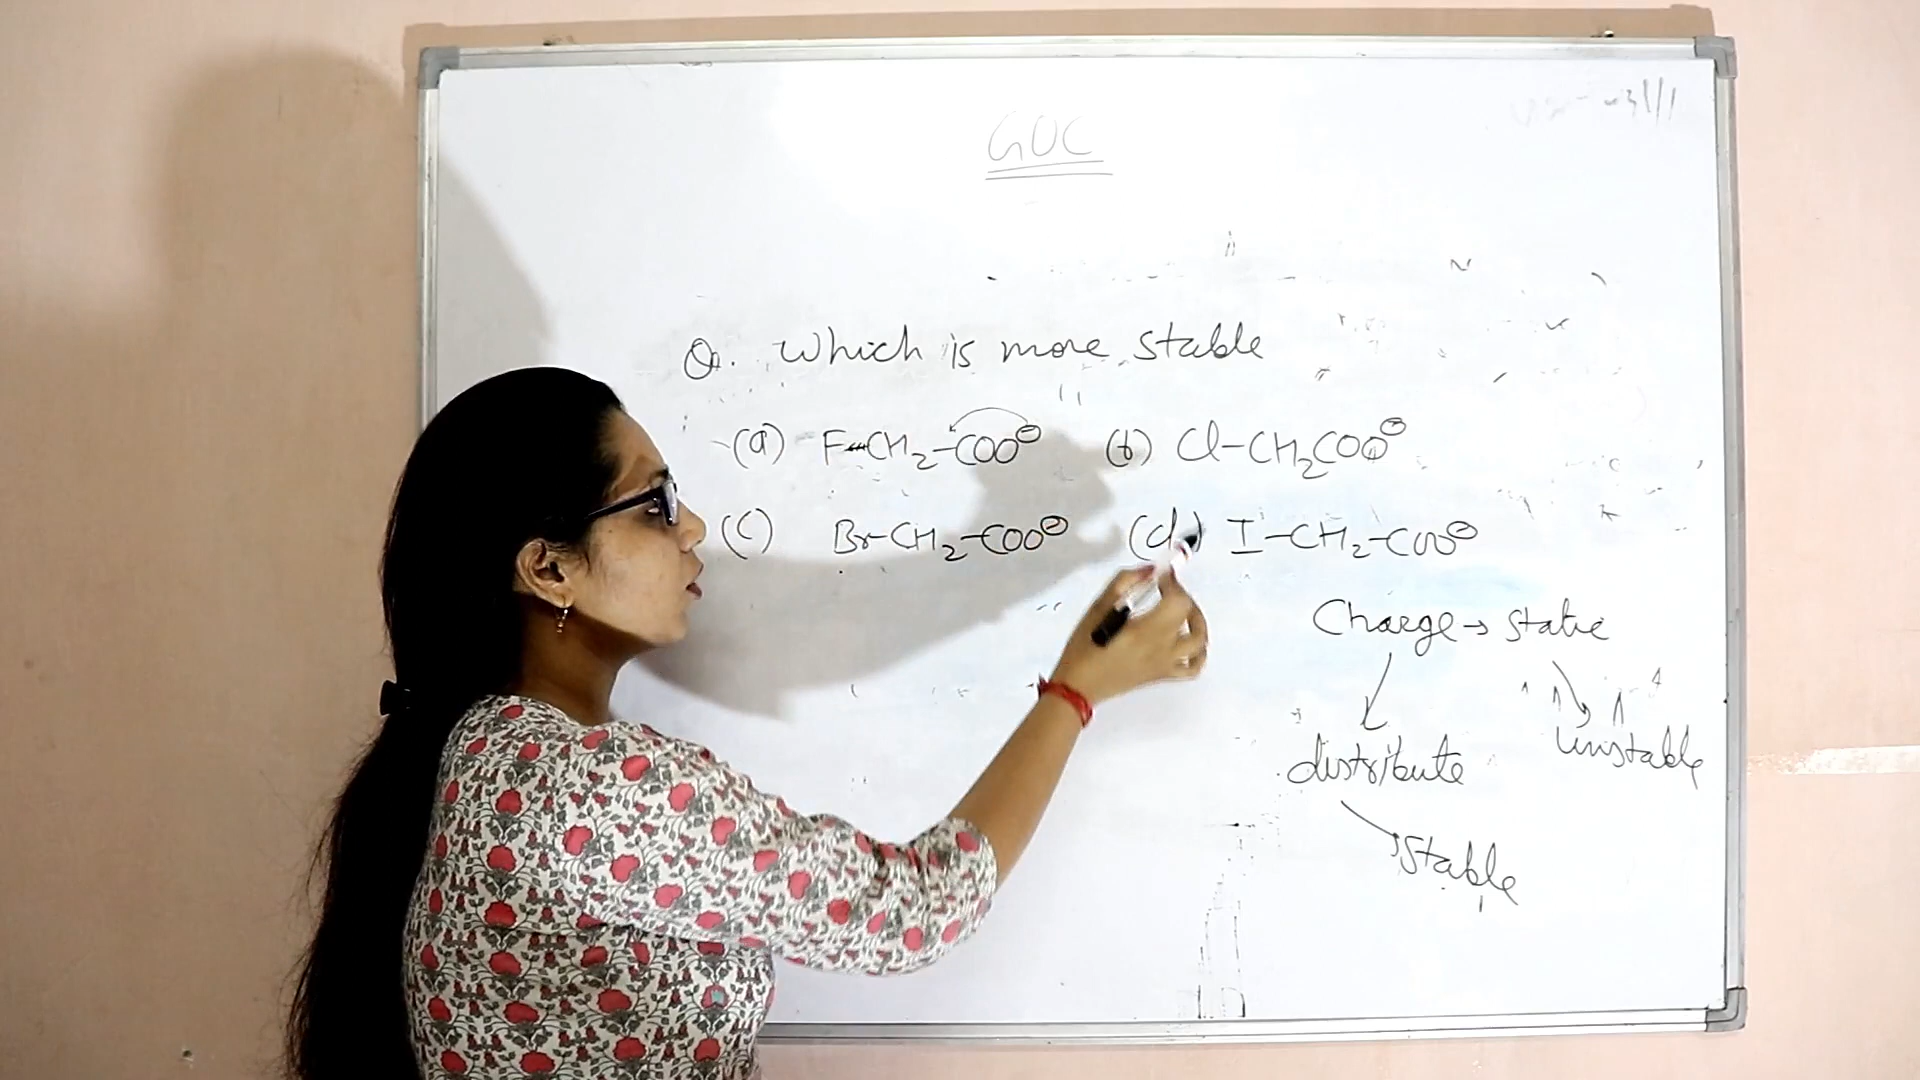 GOC
Q. Which is more stable
(a) F-CH₂-COO⊖ (b) Cl-CH₂COO⊖
(c) Br-CH₂-COO⊖ (d) I-CH₂-COO⊖
Charge → static
distribute
unstable
stable